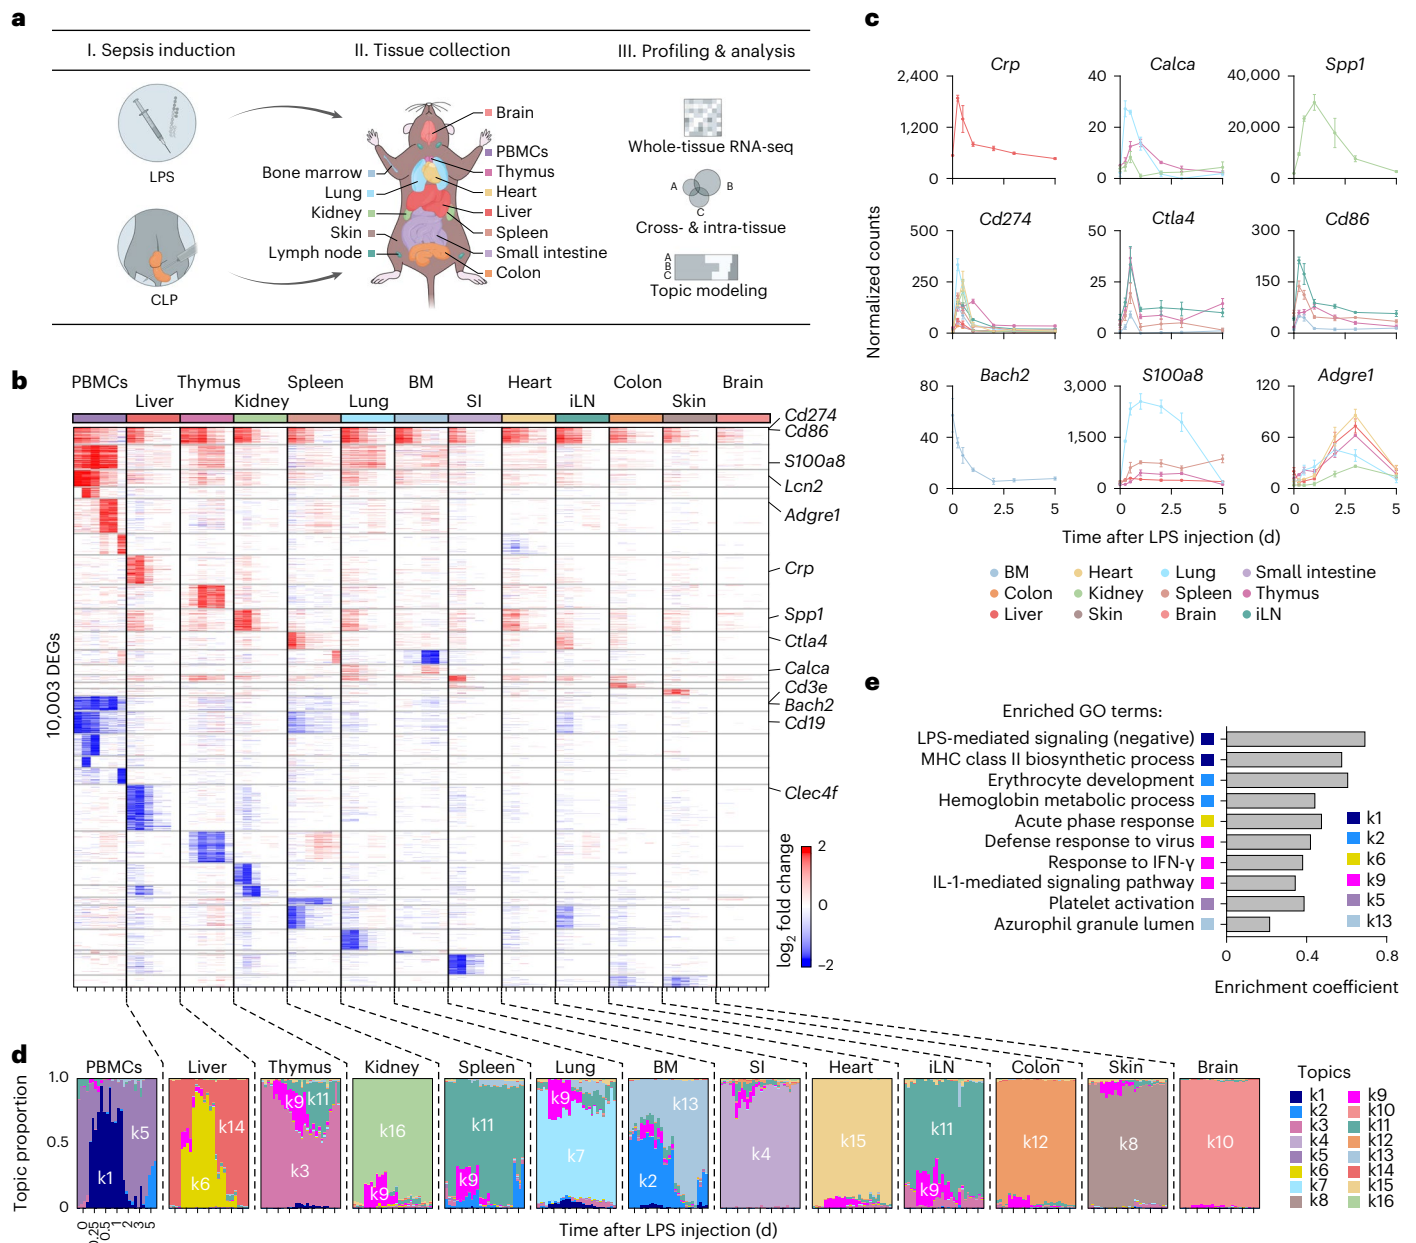 a
I. Sepsis induction
II. Tissue collection
III. Profiling & analysis
LPS
CLP
Brain
PBMCs
Bone marrow
Thymus
Lung
Heart
Kidney
Liver
Skin
Spleen
Lymph node
Small intestine
Colon
Whole-tissue RNA-seq
A
B
C
Cross- & intra-tissue
A
B
C
Topic modeling
b
PBMCs Thymus Spleen BM Heart Colon Brain
Liver Kidney Lung SI iLN Skin
10,003 DEGs
Cd274
Cd86
S100a8
Lcn2
Adgre1
Crp
Spp1
Ctla4
Calca
Cd3e
Bach2
Cd19
Clec4f
log2 fold change
2
0
−2
c
Normalized counts
Crp
2,400
1,200
0
Calca
40
20
0
Spp1
40,000
20,000
0
Cd274
500
250
0
Ctla4
50
25
0
Cd86
300
150
0
Bach2
80
40
0
0 2.5 5
S100a8
3,000
1,500
0
0 2.5 5
Adgre1
120
60
0
0 2.5 5
Time after LPS injection (d)
BM Heart Lung Small intestine
Colon Kidney Spleen Thymus
Liver Skin Brain iLN
e
Enriched GO terms:
LPS-mediated signaling (negative)
MHC class II biosynthetic process
Erythrocyte development
Hemoglobin metabolic process
Acute phase response
Defense response to virus
Response to IFN-γ
IL-1-mediated signaling pathway
Platelet activation
Azurophil granule lumen
k1
k2
k6
k9
k5
k13
0 0.4 0.8
Enrichment coefficient
d
PBMCs Liver Thymus Kidney Spleen Lung BM SI Heart iLN Colon Skin Brain
Topic proportion
1.0
0.5
0
k1
k5
k6
k14
k9
k11
k3
k16
k9
k11
k9
k9
k7
k13
k2
k4
k15
k11
k9
k12
k8
k10
0 0.25 0.5 1 2 3 5
Time after LPS injection (d)
Topics
k1 k9
k2 k10
k3 k11
k4 k12
k5 k13
k6 k14
k7 k15
k8 k16